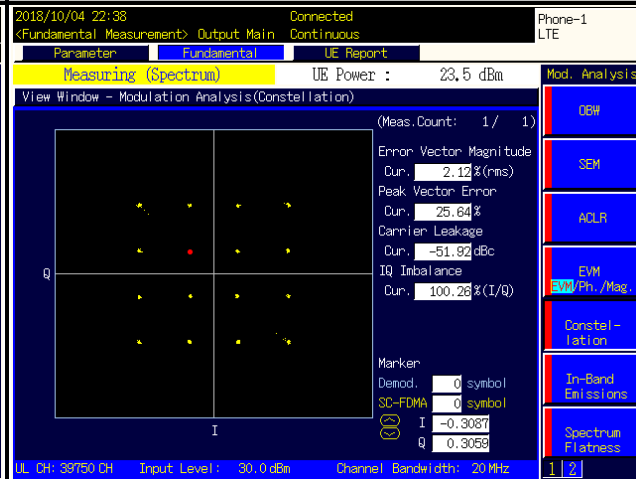 2018/10/04 22:38 Connected Phone-1
<Fundamental Measurement> Output Main Continuous LTE
Parameter Fundamental UE Report
Measuring (Spectrum) UE Power : 23.5 dBm Mod. Analysis
View Window - Modulation Analysis(Constellation)
(Meas.Count: 1/ 1)
OBW
Error Vector Magnitude
Cur. 2.12 %(rms)
SEM
Peak Vector Error
Cur. 25.64 %
ACLR
Carrier Leakage
Cur. -51.92 dBc
IQ Imbalance
Cur. 100.26 %(I/Q)
EVM
EVM/Ph./Mag.
Q
Constel-
lation
Marker
Demod. 0 symbol
SC-FDMA 0 symbol
In-Band
Emissions
I -0.3087
I
Q 0.3059
Spectrum
Flatness
UL CH: 39750 CH Input Level: 30.0 dBm Channel Bandwidth: 20 MHz 1 2